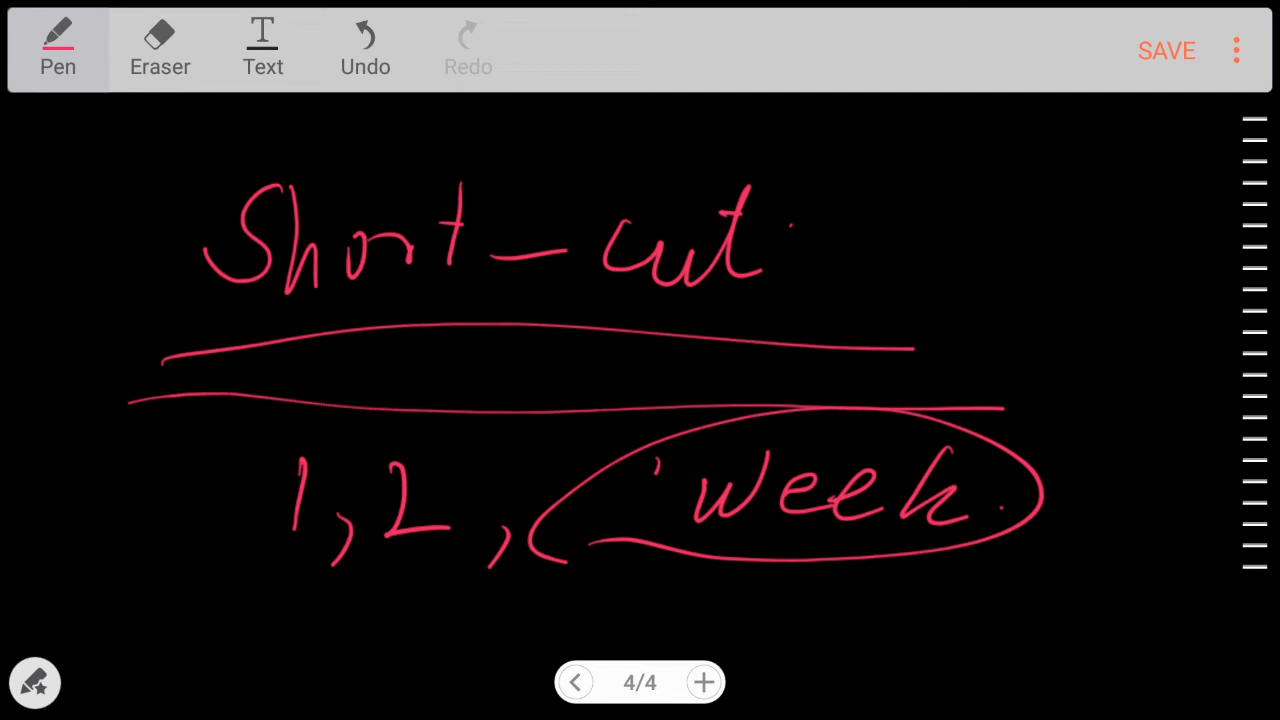 Pen Eraser Text Undo Redo SAVE
Short-cut
1, 2, week.
4/4